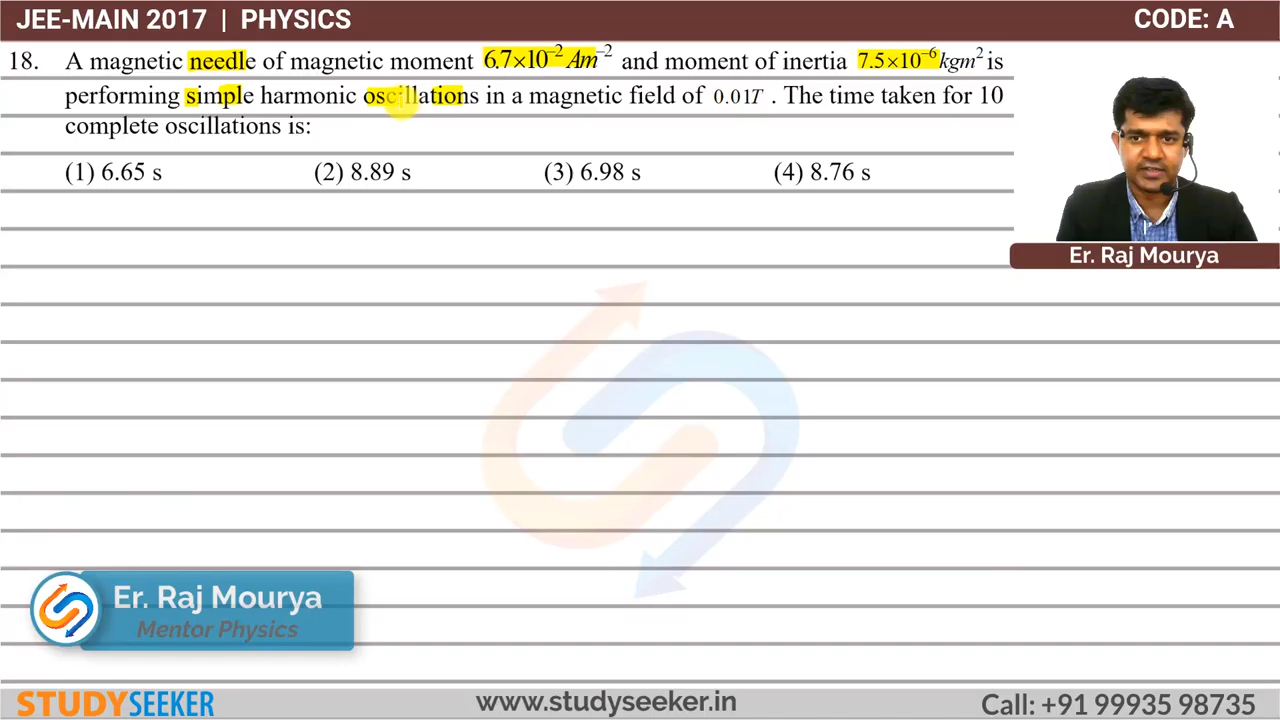 JEE-MAIN 2017 | PHYSICS
CODE: A
18. A magnetic needle of magnetic moment 6.7×10⁻² Am⁻² and moment of inertia 7.5×10⁻⁶ kgm² is
performing simple harmonic oscillations in a magnetic field of 0.01T . The time taken for 10
complete oscillations is:
(1) 6.65 s (2) 8.89 s (3) 6.98 s (4) 8.76 s
Er. Raj Mourya
Er. Raj Mourya
Mentor Physics
STUDYSEEKER
www.studyseeker.in
Call: +91 99935 98735